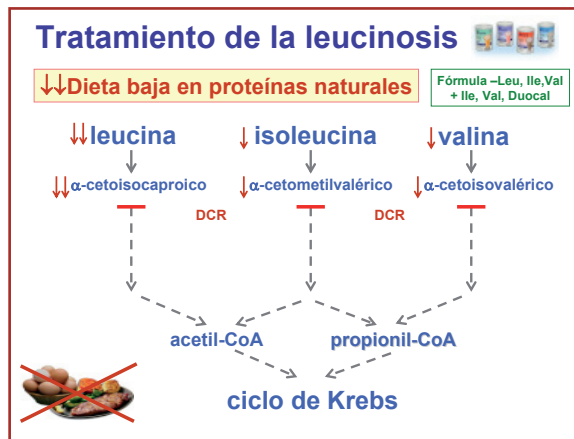 Tratamiento de la leucinosis
↓↓Dieta baja en proteínas naturales
Fórmula –Leu, Ile,Val
+ Ile, Val, Duocal
↓↓leucina ↓ isoleucina ↓valina
↓↓α-cetoisocaproico ↓α-cetometilvalérico ↓α-cetoisovalérico
DCR DCR
acetil-CoA propionil-CoA
ciclo de Krebs